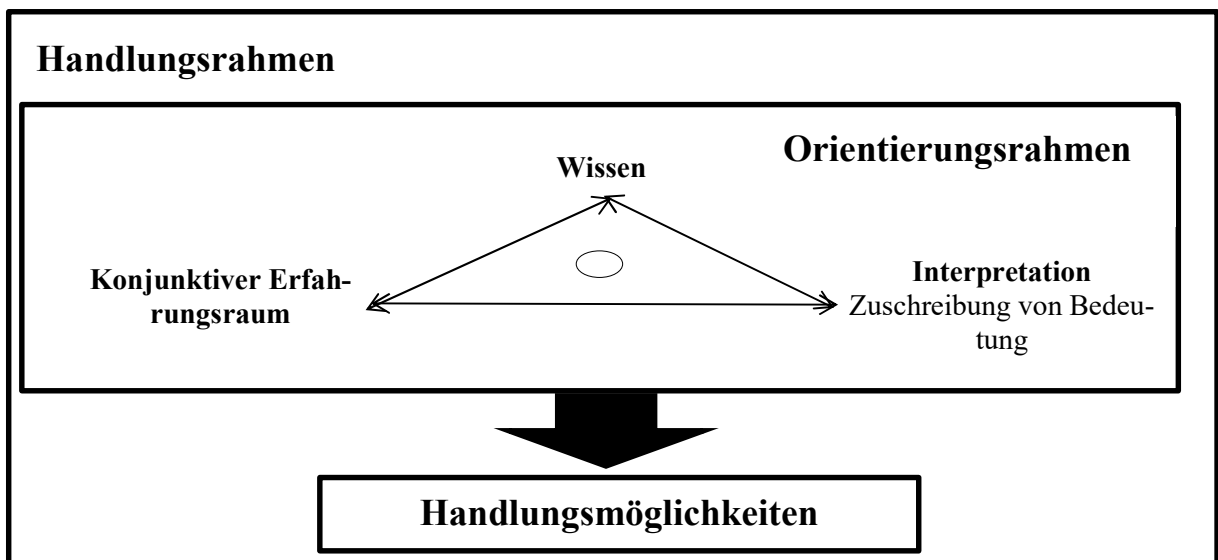 Handlungsrahmen
Orientierungsrahmen
Wissen
Konjunktiver Erfah-
rungsraum
Interpretation
Zuschreibung von Bedeu-
tung
Handlungsmöglichkeiten